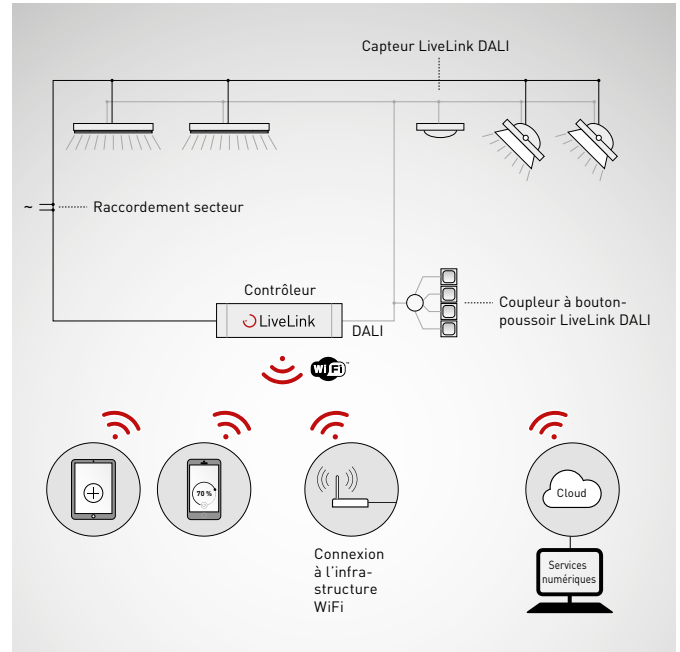 Capteur LiveLink DALI
~
Raccordement secteur
Contrôleur
LiveLink
DALI
Coupleur à bouton-
poussoir LiveLink DALI
WiFi™
70 %
Cloud
Connexion
à l'infra-
structure
WiFi
Services
numériques